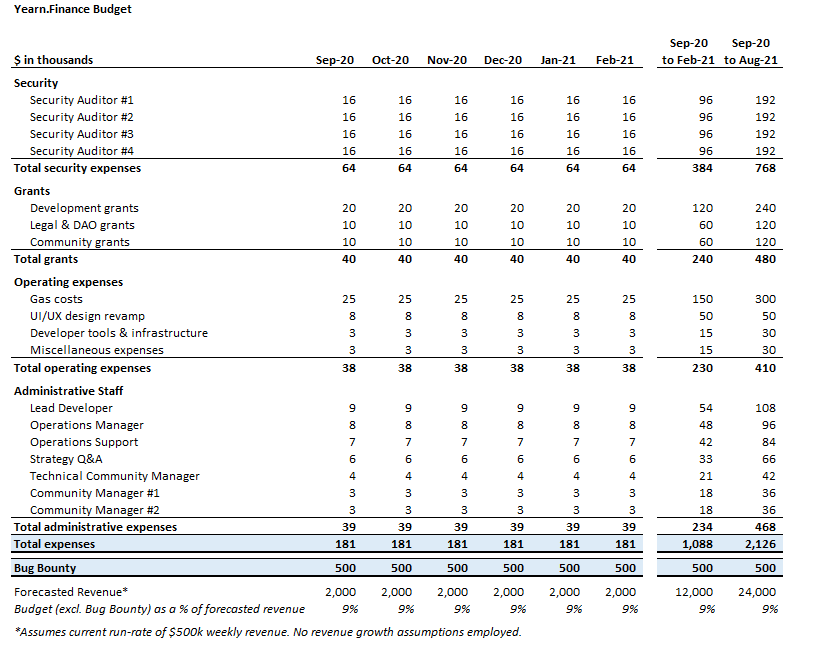 Yearn.Finance Budget
Sep-20 Sep-20
$ in thousands Sep-20 Oct-20 Nov-20 Dec-20 Jan-21 Feb-21 to Feb-21 to Aug-21
Security
Security Auditor #1 16 16 16 16 16 16 96 192
Security Auditor #2 16 16 16 16 16 16 96 192
Security Auditor #3 16 16 16 16 16 16 96 192
Security Auditor #4 16 16 16 16 16 16 96 192
Total security expenses 64 64 64 64 64 64 384 768
Grants
Development grants 20 20 20 20 20 20 120 240
Legal & DAO grants 10 10 10 10 10 10 60 120
Community grants 10 10 10 10 10 10 60 120
Total grants 40 40 40 40 40 40 240 480
Operating expenses
Gas costs 25 25 25 25 25 25 150 300
UI/UX design revamp 8 8 8 8 8 8 50 50
Developer tools & infrastructure 3 3 3 3 3 3 15 30
Miscellaneous expenses 3 3 3 3 3 3 15 30
Total operating expenses 38 38 38 38 38 38 230 410
Administrative Staff
Lead Developer 9 9 9 9 9 9 54 108
Operations Manager 8 8 8 8 8 8 48 96
Operations Support 7 7 7 7 7 7 42 84
Strategy Q&A 6 6 6 6 6 6 33 66
Technical Community Manager 4 4 4 4 4 4 21 42
Community Manager #1 3 3 3 3 3 3 18 36
Community Manager #2 3 3 3 3 3 3 18 36
Total administrative expenses 39 39 39 39 39 39 234 468
Total expenses 181 181 181 181 181 181 1,088 2,126
Bug Bounty 500 500 500 500 500 500 500 500
Forecasted Revenue* 2,000 2,000 2,000 2,000 2,000 2,000 12,000 24,000
Budget (excl. Bug Bounty) as a % of forecasted revenue 9% 9% 9% 9% 9% 9% 9% 9%
*Assumes current run-rate of $500k weekly revenue. No revenue growth assumptions employed.